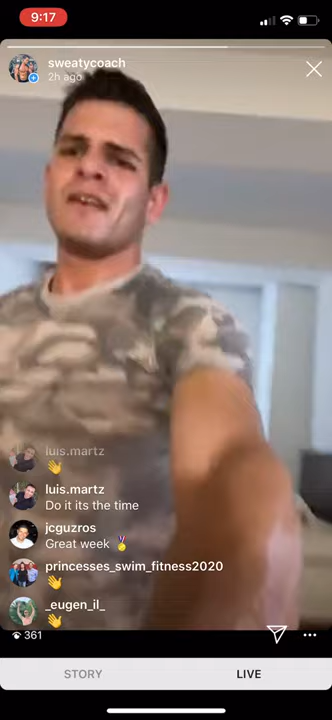 9:17
sweatycoach
2h ago
luis.martz
👋
luis.martz
Do it its the time
jcguzros
Great week 🏅
princesses_swim_fitness2020
👋
_eugen_il_
👋
361
STORY
LIVE